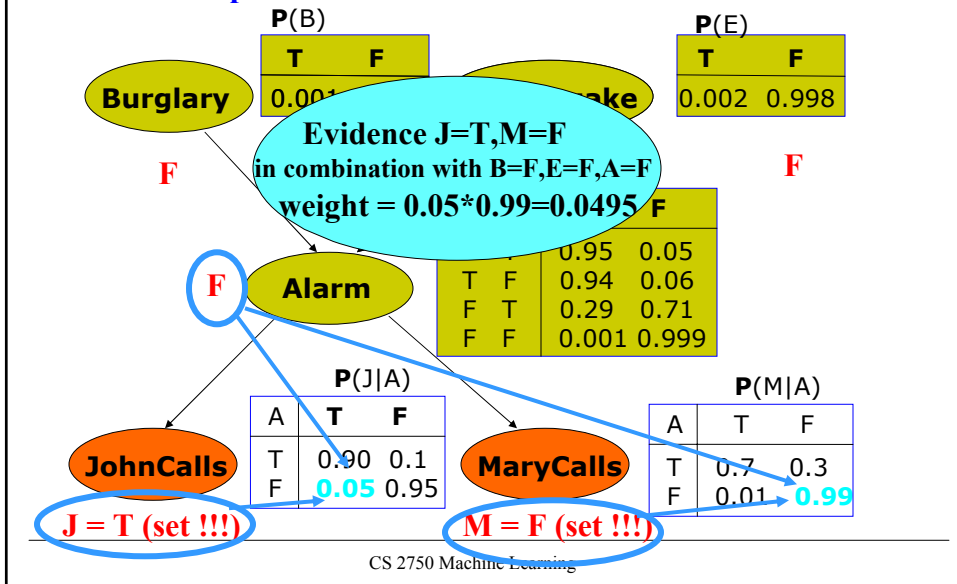 P(B)
P(E)
T F
T F
Burglary
0.001
ake
0.002 0.998
Evidence J=T,M=F
in combination with B=F,E=F,A=F
weight = 0.05*0.99=0.0495
F
F
F
0.95 0.05
T F 0.94 0.06
F T 0.29 0.71
F F 0.001 0.999
F
Alarm
P(J|A)
A T F
T 0.90 0.1
F 0.05 0.95
P(M|A)
A T F
T 0.7 0.3
F 0.01 0.99
JohnCalls
MaryCalls
J = T (set !!!)
M = F (set !!!)
CS 2750 Machine Learning